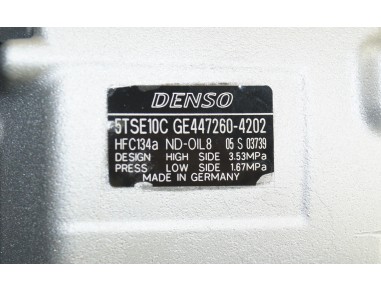 DENSO
5TSE10C GE447260-4202
HFC134a ND-OIL8 05 S 03739
DESIGN HIGH SIDE 3.53MPa
PRESS LOW SIDE 1.67MPa
MADE IN GERMANY